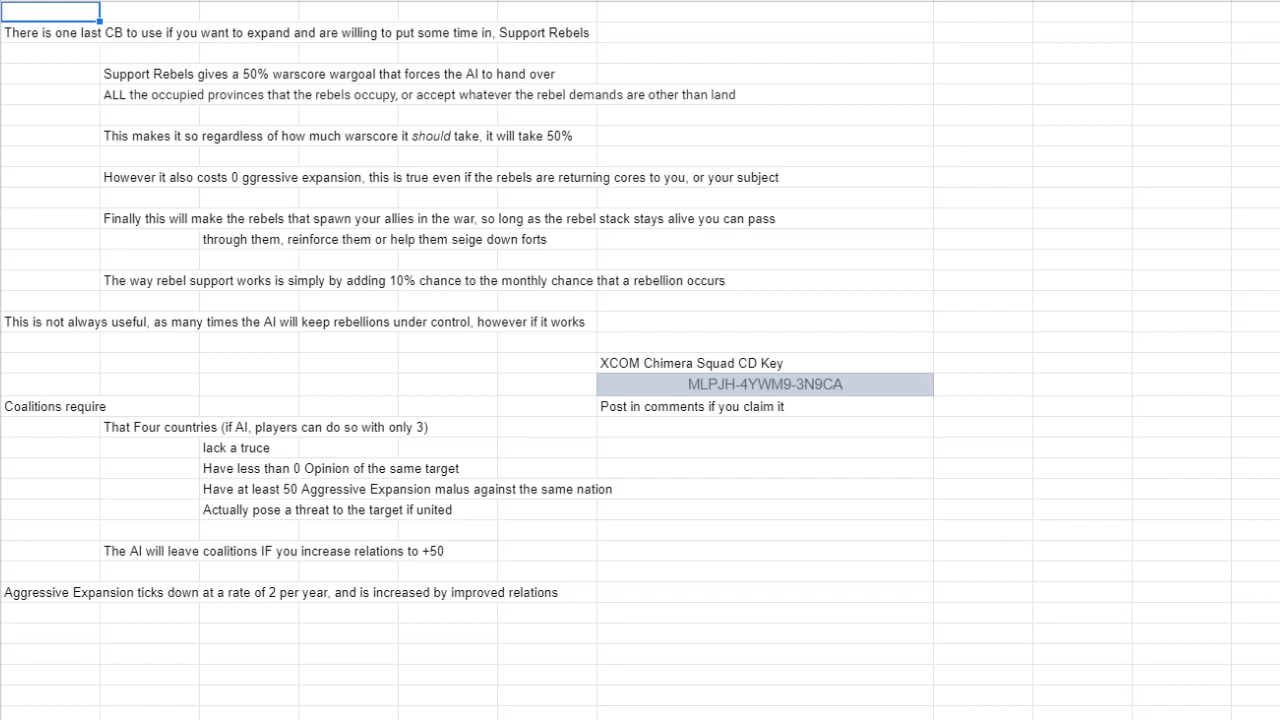 There is one last CB to use if you want to expand and are willing to put some time in, Support Rebels
Support Rebels gives a 50% warscore wargoal that forces the AI to hand over
ALL the occupied provinces that the rebels occupy, or accept whatever the rebel demands are other than land
This makes it so regardless of how much warscore it should take, it will take 50%
However it also costs 0 ggressive expansion, this is true even if the rebels are returning cores to you, or your subject
Finally this will make the rebels that spawn your allies in the war, so long as the rebel stack stays alive you can pass
through them, reinforce them or help them seige down forts
The way rebel support works is simply by adding 10% chance to the monthly chance that a rebellion occurs
This is not always useful, as many times the AI will keep rebellions under control, however if it works
XCOM Chimera Squad CD Key
MLPJH-4YWM9-3N9CA
Coalitions require
Post in comments if you claim it
That Four countries (if AI, players can do so with only 3)
lack a truce
Have less than 0 Opinion of the same target
Have at least 50 Aggressive Expansion malus against the same nation
Actually pose a threat to the target if united
The AI will leave coalitions IF you increase relations to +50
Aggressive Expansion ticks down at a rate of 2 per year, and is increased by improved relations